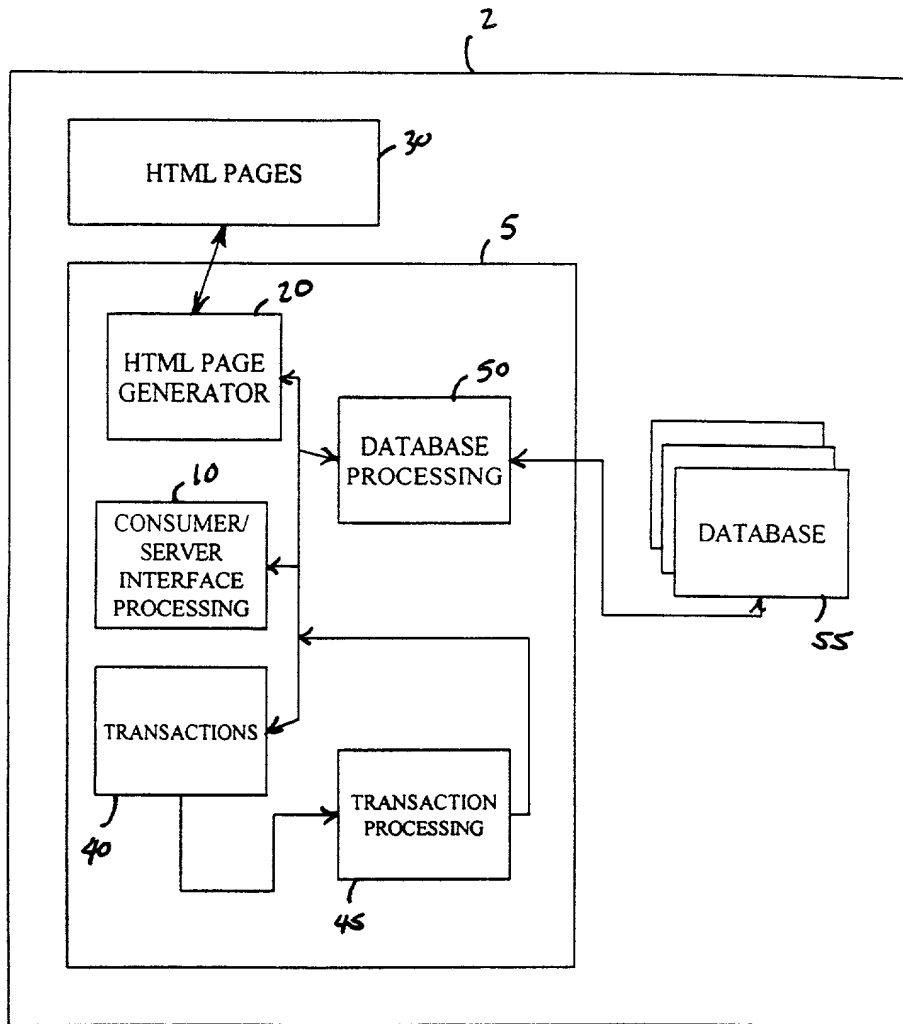 2
30
HTML PAGES
5
20
HTML PAGE
GENERATOR
50
DATABASE
PROCESSING
10
CONSUMER/
SERVER
INTERFACE
PROCESSING
DATABASE
55
TRANSACTIONS
40
TRANSACTION
PROCESSING
45